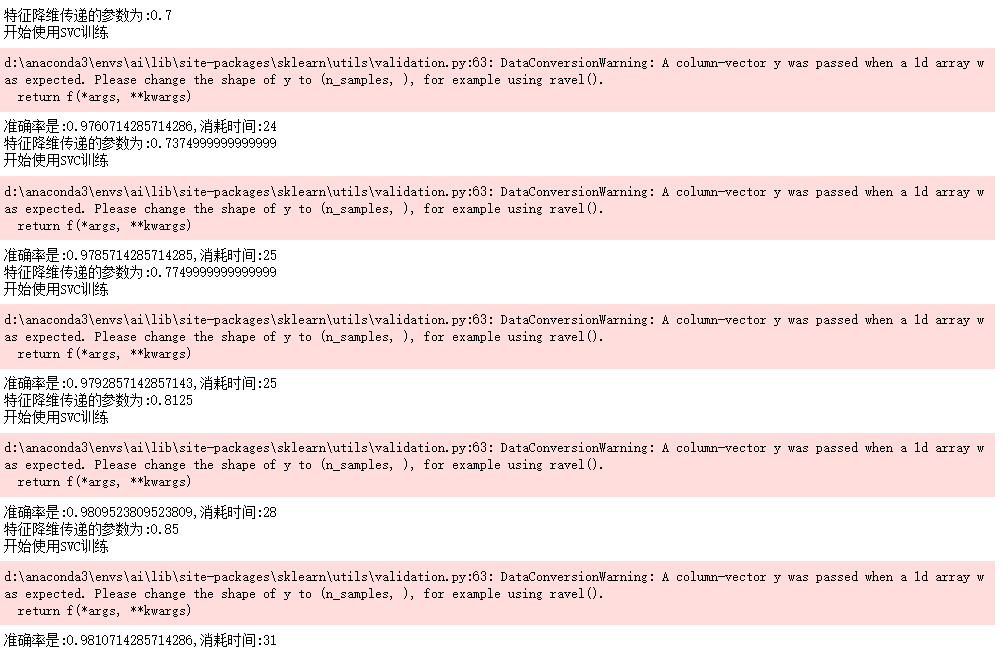 特征降维传递的参数为:0.7
开始使用SVC训练
d:\anaconda3\envs\ai\lib\site-packages\sklearn\utils\validation.py:63: DataConversionWarning: A column-vector y was passed when a 1d array w
as expected. Please change the shape of y to (n_samples, ), for example using ravel().
  return f(*args, **kwargs)
准确率是:0.9760714285714286,消耗时间:24
特征降维传递的参数为:0.7374999999999999
开始使用SVC训练
d:\anaconda3\envs\ai\lib\site-packages\sklearn\utils\validation.py:63: DataConversionWarning: A column-vector y was passed when a 1d array w
as expected. Please change the shape of y to (n_samples, ), for example using ravel().
  return f(*args, **kwargs)
准确率是:0.9785714285714285,消耗时间:25
特征降维传递的参数为:0.7749999999999999
开始使用SVC训练
d:\anaconda3\envs\ai\lib\site-packages\sklearn\utils\validation.py:63: DataConversionWarning: A column-vector y was passed when a 1d array w
as expected. Please change the shape of y to (n_samples, ), for example using ravel().
  return f(*args, **kwargs)
准确率是:0.9792857142857143,消耗时间:25
特征降维传递的参数为:0.8125
开始使用SVC训练
d:\anaconda3\envs\ai\lib\site-packages\sklearn\utils\validation.py:63: DataConversionWarning: A column-vector y was passed when a 1d array w
as expected. Please change the shape of y to (n_samples, ), for example using ravel().
  return f(*args, **kwargs)
准确率是:0.9809523809523809,消耗时间:28
特征降维传递的参数为:0.85
开始使用SVC训练
d:\anaconda3\envs\ai\lib\site-packages\sklearn\utils\validation.py:63: DataConversionWarning: A column-vector y was passed when a 1d array w
as expected. Please change the shape of y to (n_samples, ), for example using ravel().
  return f(*args, **kwargs)
准确率是:0.9810714285714286,消耗时间:31